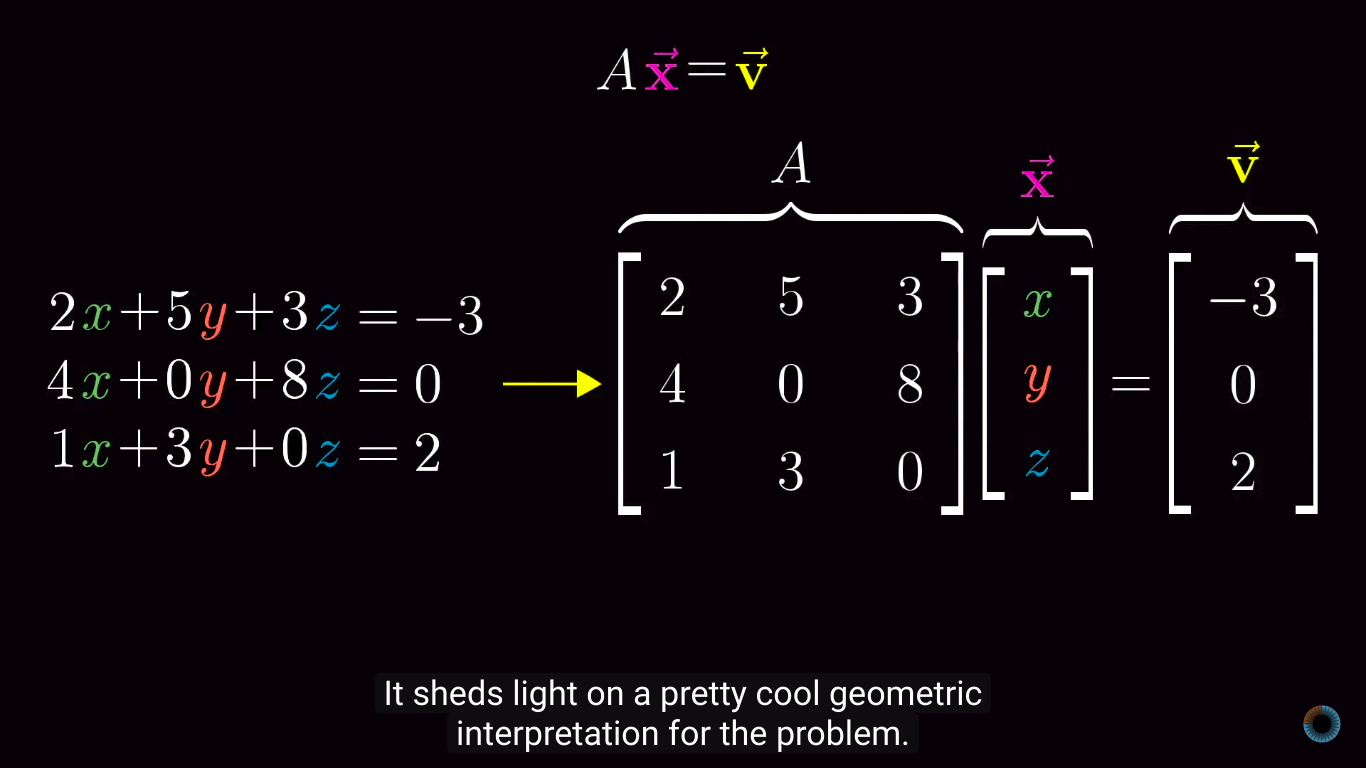 A x⃗ = v⃗
A x⃗ v⃗
2x+5y+3z = −3
4x+0y+8z = 0
1x+3y+0z = 2
→
[ 2 5 3 ] [ x ] [ −3 ]
[ 4 0 8 ] [ y ] = [ 0 ]
[ 1 3 0 ] [ z ] [ 2 ]
It sheds light on a pretty cool geometric
interpretation for the problem.